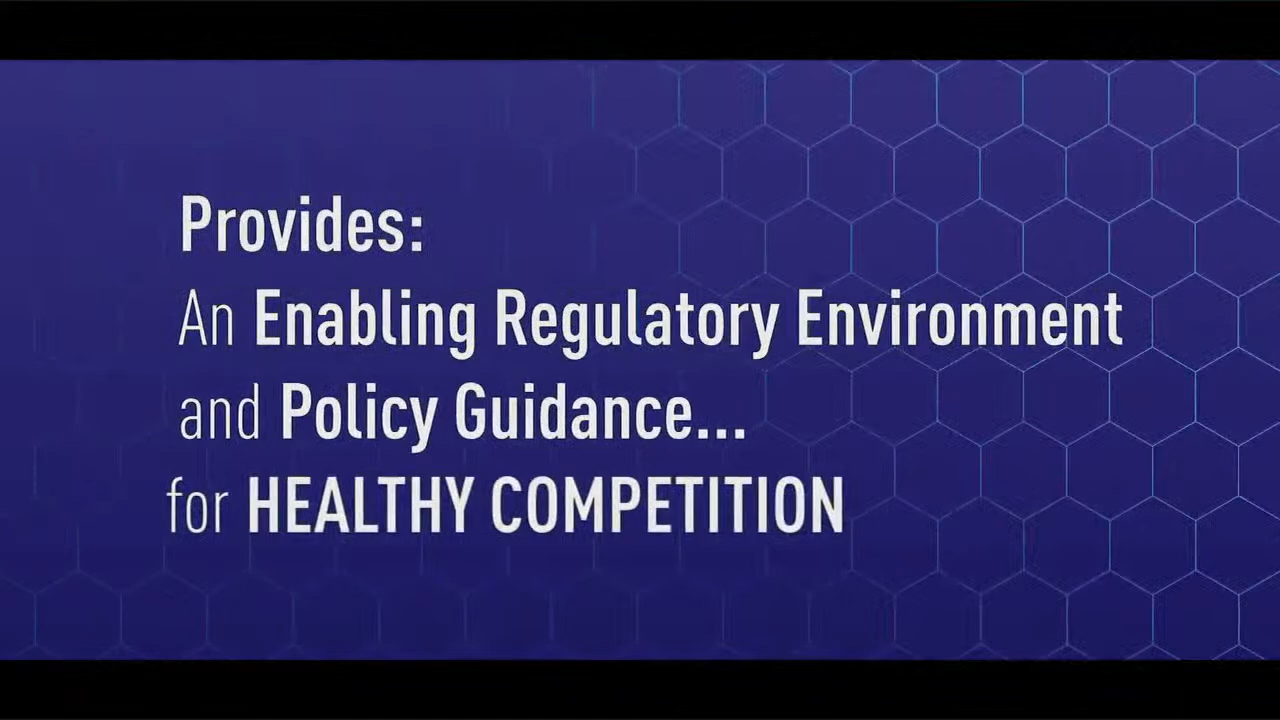 Provides:
An Enabling Regulatory Environment
and Policy Guidance...
for HEALTHY COMPETITION